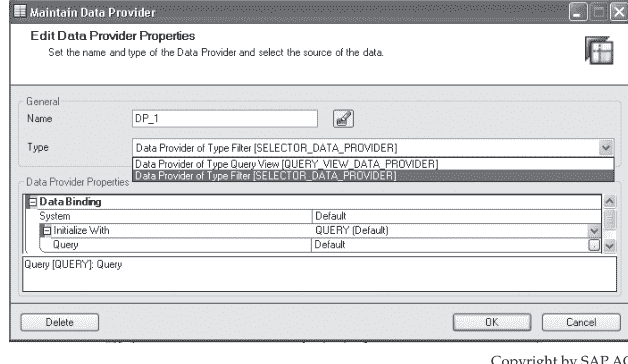 Maintain Data Provider
Edit Data Provider Properties
Set the name and type of the Data Provider and select the source of the data.
General
Name DP_1
Type Data Provider of Type Filter [SELECTOR_DATA_PROVIDER]
Data Provider of Type Query View [QUERY_VIEW_DATA_PROVIDER]
Data Provider of Type Filter [SELECTOR_DATA_PROVIDER]
Data Provider Properties
Data Binding
System Default
Initialize With QUERY (Default)
Query Default
Query [QUERY]: Query
Delete OK Cancel
Copyright by SAP AG